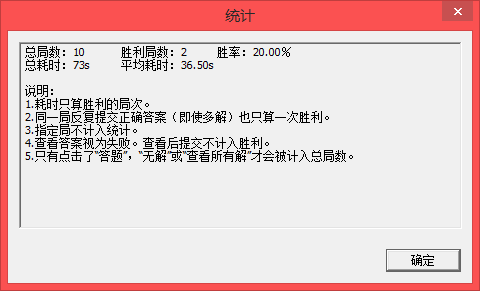 统计
总局数：10 胜利局数：2 胜率：20.00%
总耗时：73s 平均耗时：36.50s
说明：
1.耗时只算胜利的局次。
2.同一局反复提交正确答案（即使多解）也只算一次胜利。
3.指定局不计入统计。
4.查看答案视为失败。查看后提交不计入胜利。
5.只有点击了“答题”，“无解”或“查看所有解”才会被计入总局数。
确定